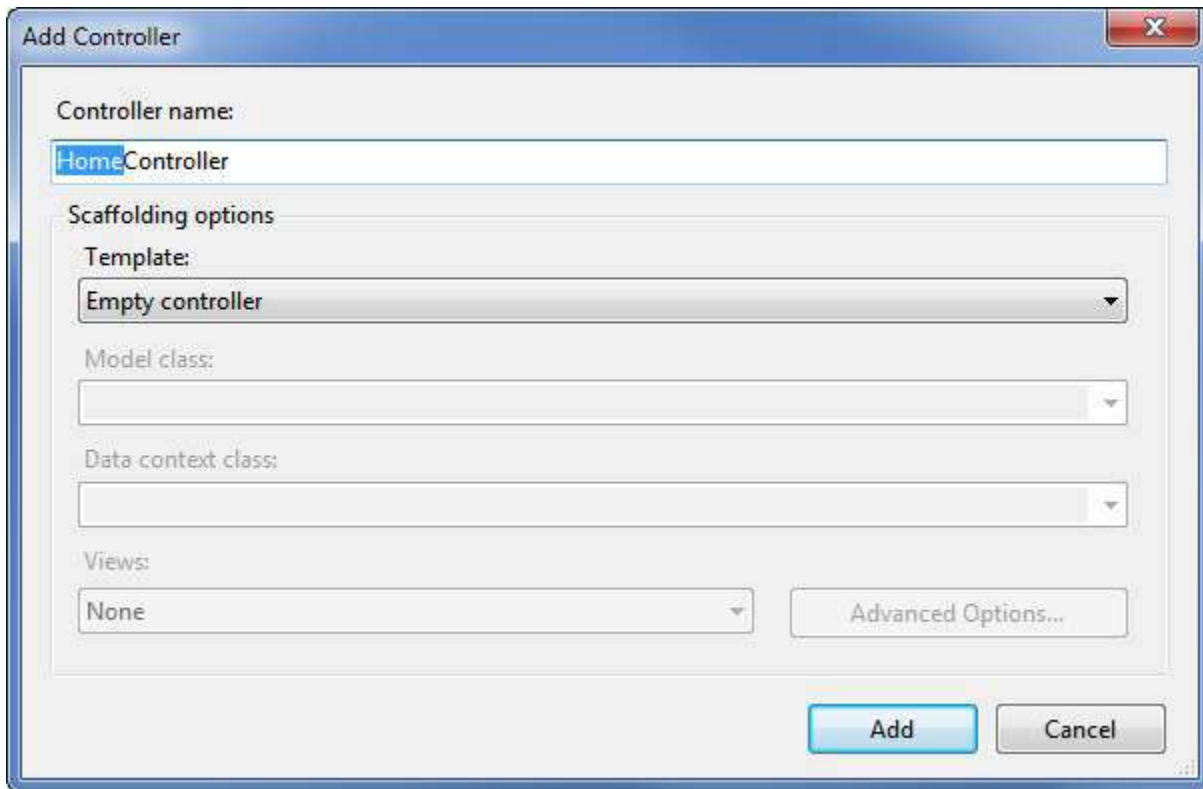 Add Controller
Controller name:
HomeController
Scaffolding options
Template:
Empty controller
Model class:
Data context class:
Views:
None
Advanced Options...
Add
Cancel